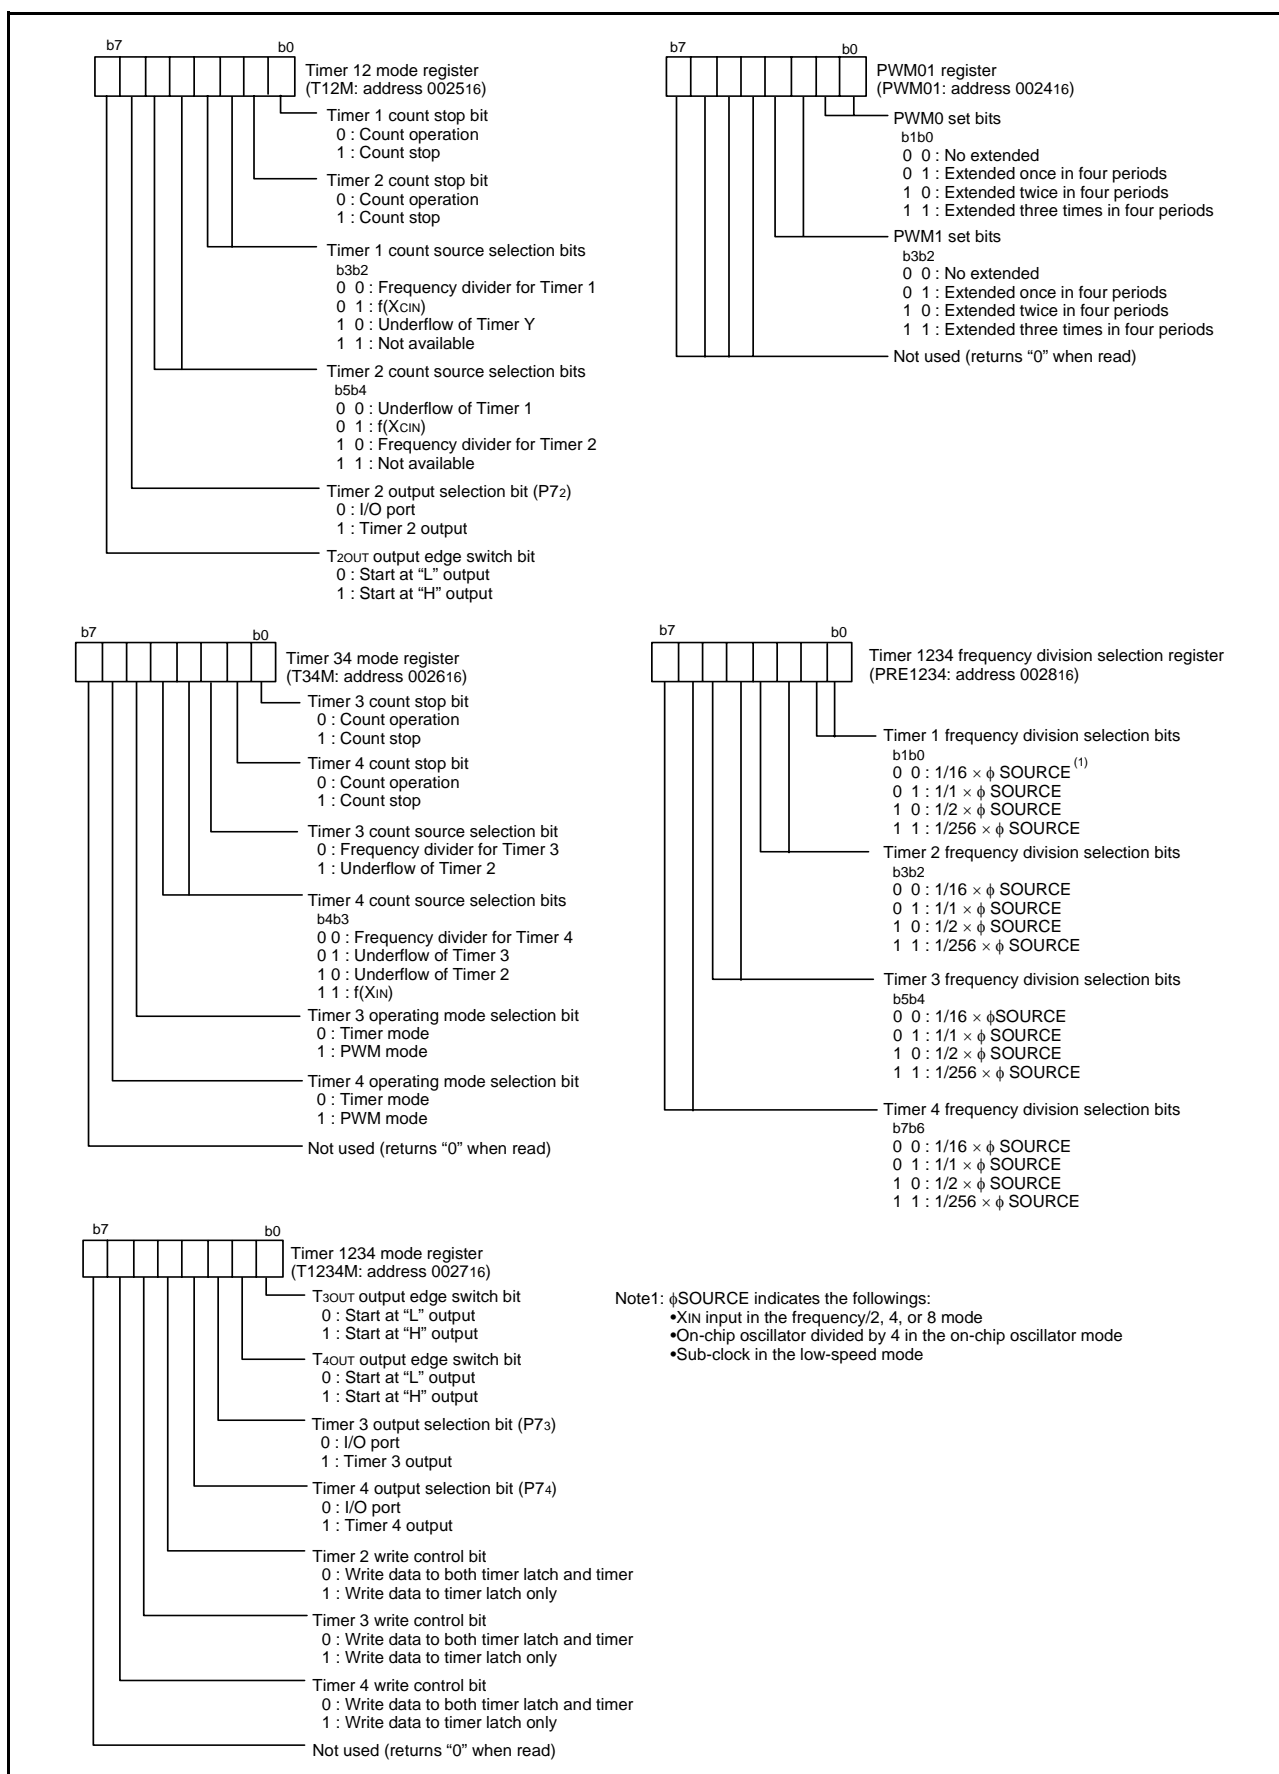 b7 b0
Timer 12 mode register
(T12M: address 002516)
Timer 1 count stop bit
0 : Count operation
1 : Count stop
Timer 2 count stop bit
0 : Count operation
1 : Count stop
Timer 1 count source selection bits
b3b2
0 0 : Frequency divider for Timer 1
0 1 : f(XCIN)
1 0 : Underflow of Timer Y
1 1 : Not available
Timer 2 count source selection bits
b5b4
0 0 : Underflow of Timer 1
0 1 : f(XCIN)
1 0 : Frequency divider for Timer 2
1 1 : Not available
Timer 2 output selection bit (P72)
0 : I/O port
1 : Timer 2 output
T2OUT output edge switch bit
0 : Start at “L” output
1 : Start at “H” output
b7 b0
PWM01 register
(PWM01: address 002416)
PWM0 set bits
b1b0
0 0 : No extended
0 1 : Extended once in four periods
1 0 : Extended twice in four periods
1 1 : Extended three times in four periods
PWM1 set bits
b3b2
0 0 : No extended
0 1 : Extended once in four periods
1 0 : Extended twice in four periods
1 1 : Extended three times in four periods
Not used (returns “0” when read)
b7 b0
Timer 34 mode register
(T34M: address 002616)
Timer 3 count stop bit
0 : Count operation
1 : Count stop
Timer 4 count stop bit
0 : Count operation
1 : Count stop
Timer 3 count source selection bit
0 : Frequency divider for Timer 3
1 : Underflow of Timer 2
Timer 4 count source selection bits
b4b3
0 0 : Frequency divider for Timer 4
0 1 : Underflow of Timer 3
1 0 : Underflow of Timer 2
1 1 : f(XIN)
Timer 3 operating mode selection bit
0 : Timer mode
1 : PWM mode
Timer 4 operating mode selection bit
0 : Timer mode
1 : PWM mode
Not used (returns “0” when read)
b7 b0
Timer 1234 frequency division selection register
(PRE1234: address 002816)
Timer 1 frequency division selection bits
b1b0
0 0 : 1/16 × ϕ SOURCE (1)
0 1 : 1/1 × ϕ SOURCE
1 0 : 1/2 × ϕ SOURCE
1 1 : 1/256 × ϕ SOURCE
Timer 2 frequency division selection bits
b3b2
0 0 : 1/16 × ϕ SOURCE
0 1 : 1/1 × ϕ SOURCE
1 0 : 1/2 × ϕ SOURCE
1 1 : 1/256 × ϕ SOURCE
Timer 3 frequency division selection bits
b5b4
0 0 : 1/16 × ϕSOURCE
0 1 : 1/1 × ϕ SOURCE
1 0 : 1/2 × ϕ SOURCE
1 1 : 1/256 × ϕ SOURCE
Timer 4 frequency division selection bits
b7b6
0 0 : 1/16 × ϕ SOURCE
0 1 : 1/1 × ϕ SOURCE
1 0 : 1/2 × ϕ SOURCE
1 1 : 1/256 × ϕ SOURCE
b7 b0
Timer 1234 mode register
(T1234M: address 002716)
T3OUT output edge switch bit
0 : Start at “L” output
1 : Start at “H” output
T4OUT output edge switch bit
0 : Start at “L” output
1 : Start at “H” output
Timer 3 output selection bit (P73)
0 : I/O port
1 : Timer 3 output
Timer 4 output selection bit (P74)
0 : I/O port
1 : Timer 4 output
Timer 2 write control bit
0 : Write data to both timer latch and timer
1 : Write data to timer latch only
Timer 3 write control bit
0 : Write data to both timer latch and timer
1 : Write data to timer latch only
Timer 4 write control bit
0 : Write data to both timer latch and timer
1 : Write data to timer latch only
Not used (returns “0” when read)
Note1: ϕSOURCE indicates the followings:
•XIN input in the frequency/2, 4, or 8 mode
•On-chip oscillator divided by 4 in the on-chip oscillator mode
•Sub-clock in the low-speed mode